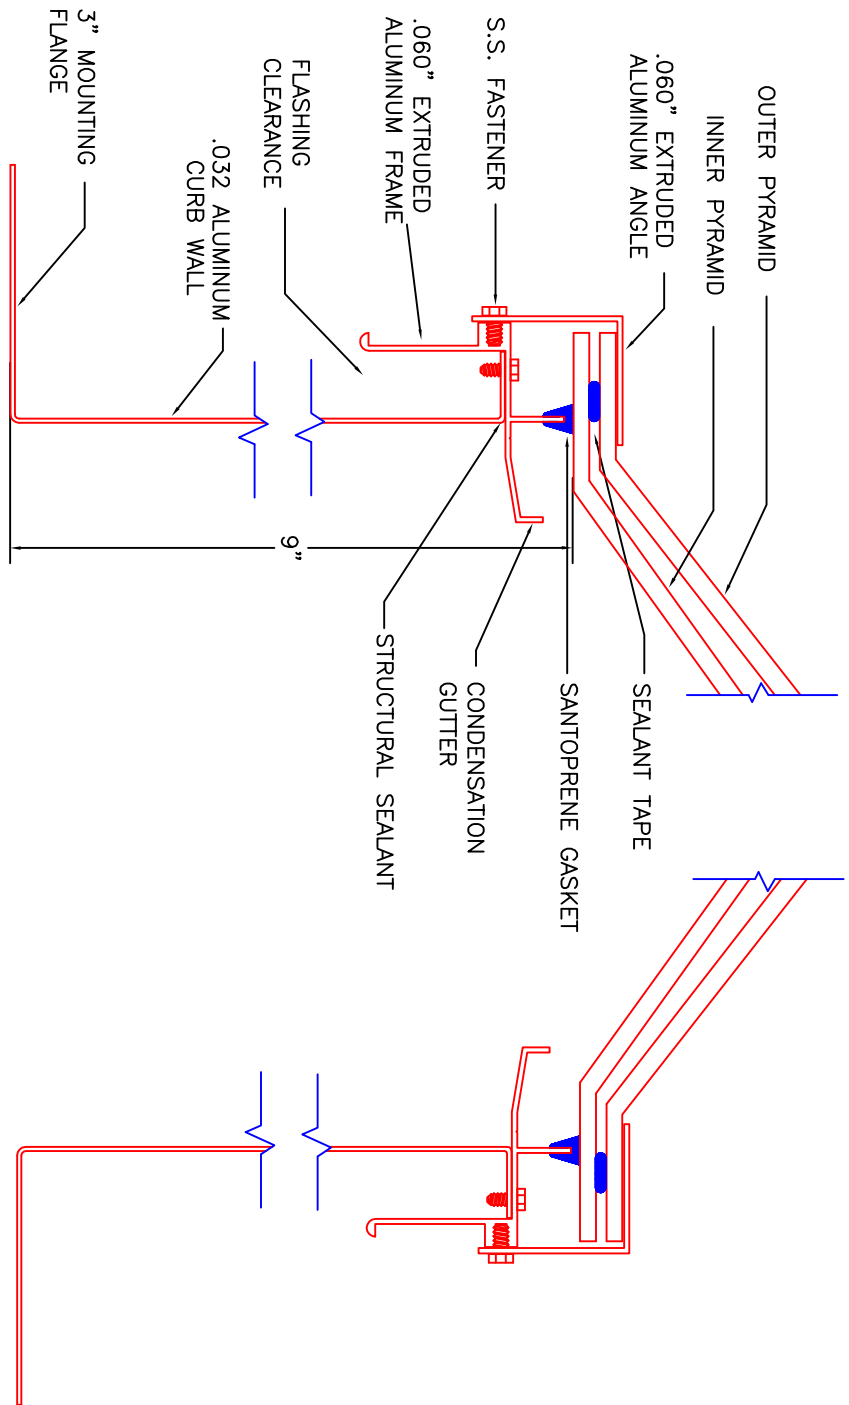 OUTER PYRAMID
INNER PYRAMID
.060" EXTRUDED
ALUMINUM ANGLE
S.S. FASTENER
.060" EXTRUDED
ALUMINUM FRAME
FLASHING
CLEARANCE
.032 ALUMINUM
CURB WALL
3" MOUNTING
FLANGE
9"
SEALANT TAPE
SANTOPRENE GASKET
CONDENSATION
GUTTER
STRUCTURAL SEALANT